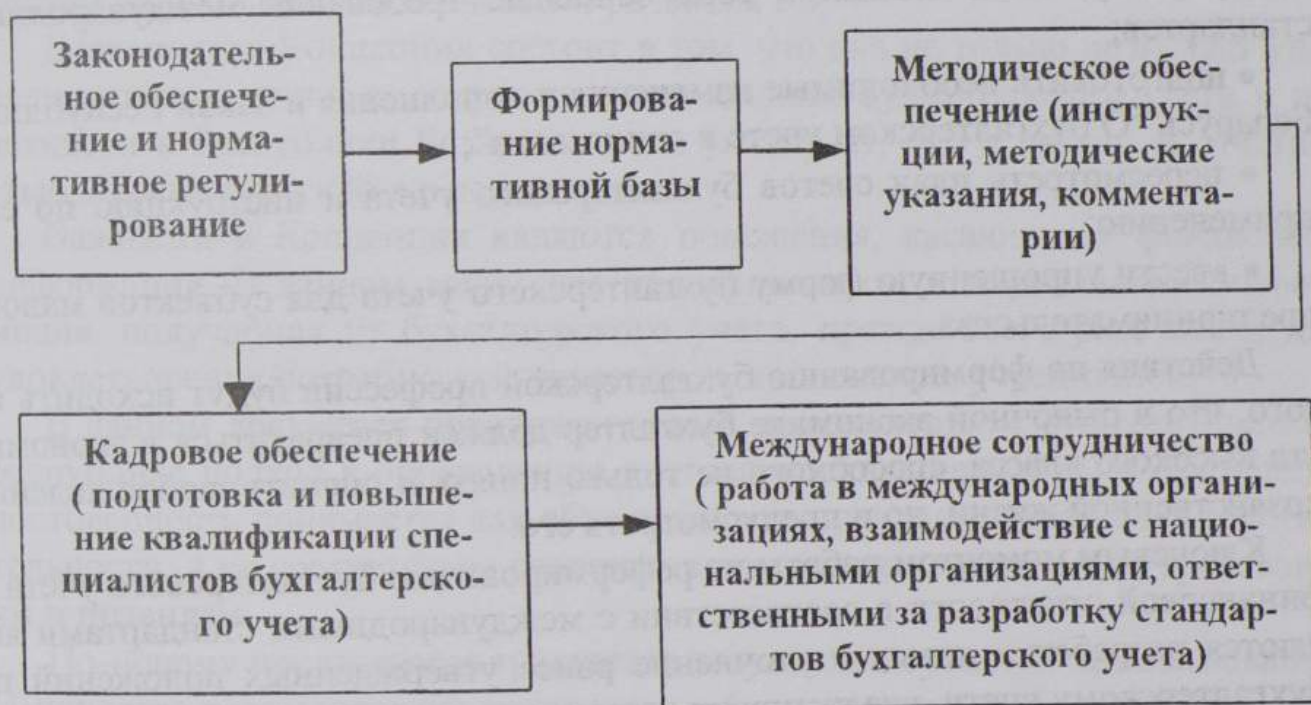 Законодатель-
ное обеспече-
ние и норма-
тивное регули-
рование
Формирова-
ние норма-
тивной базы
Методическое обес-
печение (инструк-
ции, методические
указания, коммента-
рии)
Кадровое обеспечение
( подготовка и повыше-
ние квалификации спе-
циалистов бухгалтерско-
го учета)
Международное сотрудничество
( работа в международных органи-
зациях, взаимодействие с нацио-
нальными организациями, ответ-
ственными за разработку стандар-
тов бухгалтерского учета)